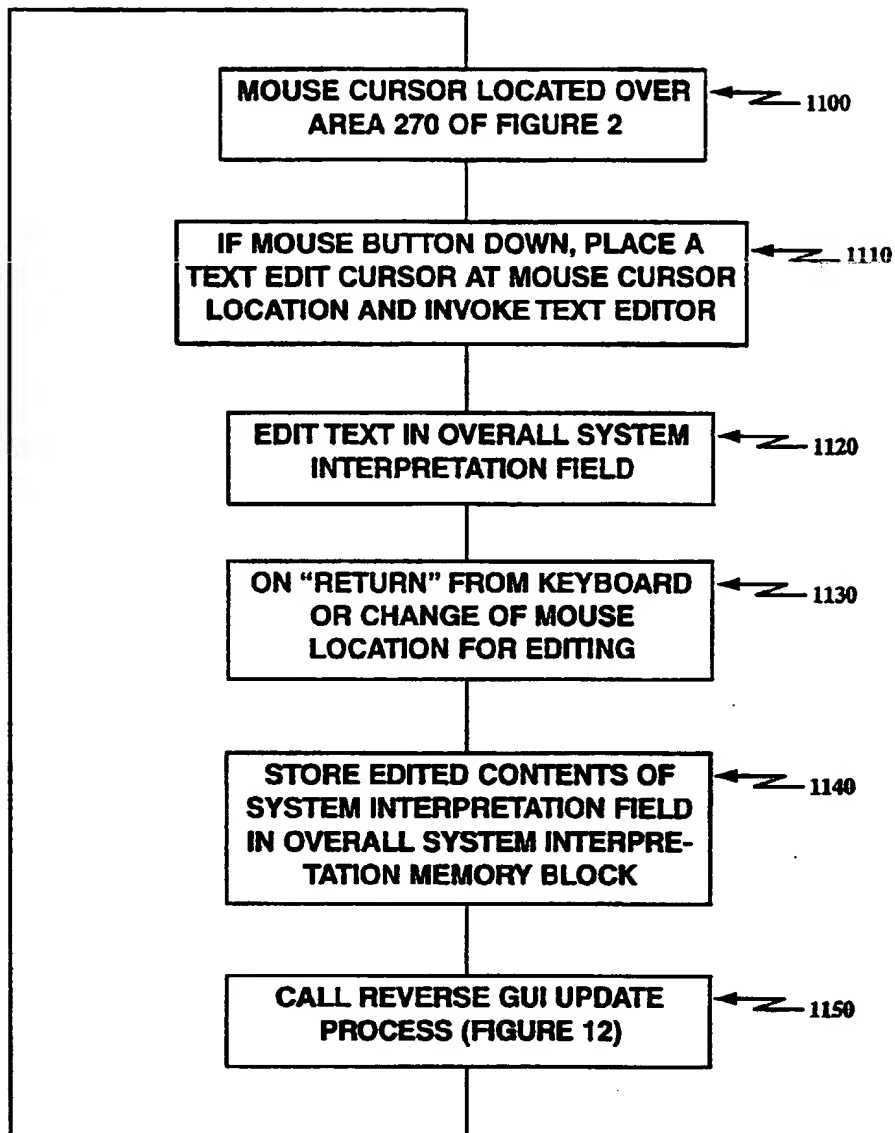 MOUSE CURSOR LOCATED OVER
AREA 270 OF FIGURE 2
1100
IF MOUSE BUTTON DOWN, PLACE A
TEXT EDIT CURSOR AT MOUSE CURSOR
LOCATION AND INVOKE TEXT EDITOR
1110
EDIT TEXT IN OVERALL SYSTEM
INTERPRETATION FIELD
1120
ON “RETURN” FROM KEYBOARD
OR CHANGE OF MOUSE
LOCATION FOR EDITING
1130
STORE EDITED CONTENTS OF
SYSTEM INTERPRETATION FIELD
IN OVERALL SYSTEM INTERPRE-
TATION MEMORY BLOCK
1140
CALL REVERSE GUI UPDATE
PROCESS (FIGURE 12)
1150